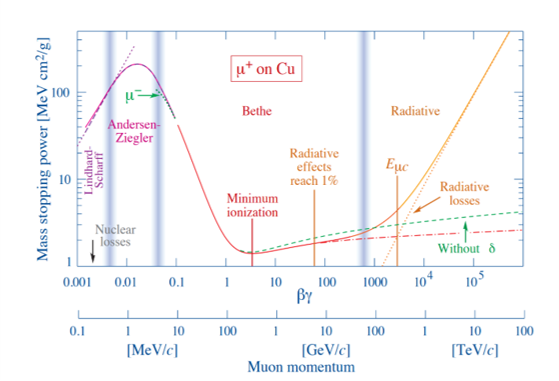 Mass stopping power [MeV cm²/g]
100
10
1
μ⁺ on Cu
μ⁻
Bethe
Radiative
Andersen-
Ziegler
Lindhard-
Scharff
Radiative
effects
reach 1%
Eμc
Radiative
losses
Minimum
ionization
Nuclear
losses
Without δ
0.001
0.01
0.1
1
10
100
1000
10⁴
10⁵
βγ
0.1
1
10
100
1
10
100
1
10
100
[MeV/c]
[GeV/c]
[TeV/c]
Muon momentum